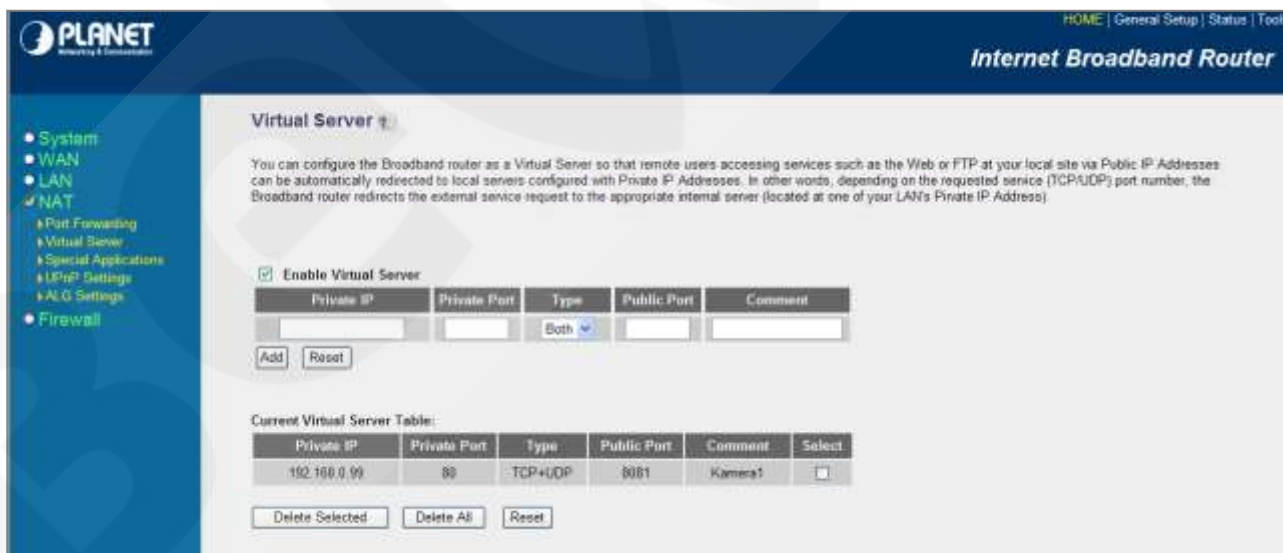 PLANET
Networking & Communication
HOME | General Setup | Status | Tool
Internet Broadband Router
System
WAN
LAN
NAT
Port Forwarding
Virtual Server
Special Applications
UPnP Settings
ALG Settings
Firewall
Virtual Server
You can configure the Broadband router as a Virtual Server so that remote users accessing services such as the Web or FTP at your local site via Public IP Addresses
can be automatically redirected to local servers configured with Private IP Addresses. In other words, depending on the requested service (TCP/UDP) port number, the
Broadband router redirects the external service request to the appropriate internal server (located at one of your LAN's Private IP Address).
Enable Virtual Server
Private IP Private Port Type Public Port Comment
Both
Add Reset
Current Virtual Server Table:
Private IP Private Port Type Public Port Comment Select
192.168.0.99 80 TCP+UDP 8081 Kamera1
Delete Selected Delete All Reset